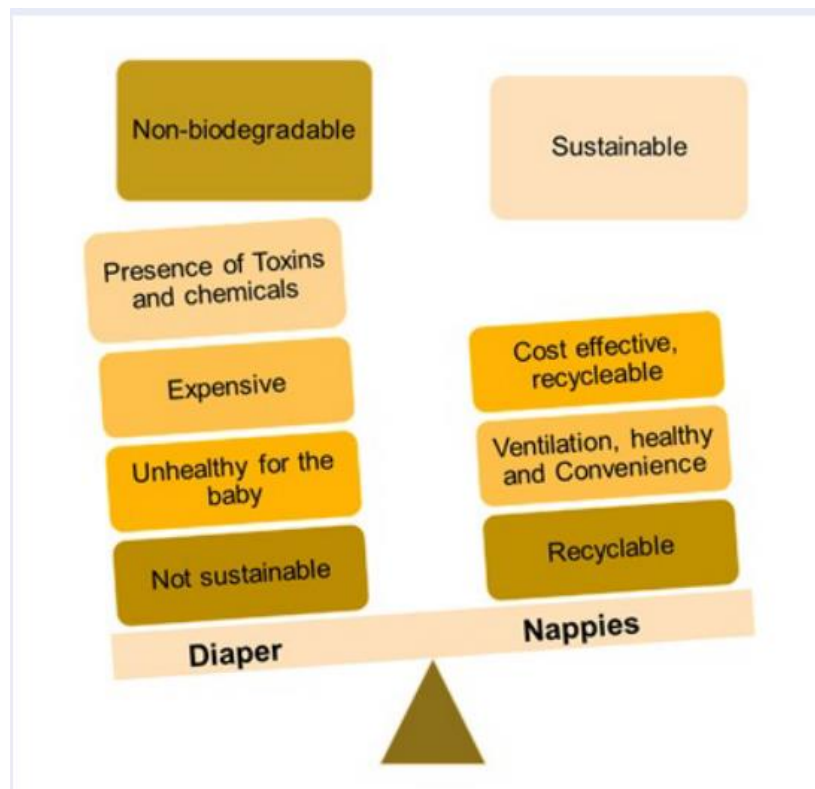 Non-biodegradable
Sustainable
Presence of Toxins
and chemicals
Expensive
Unhealthy for the
baby
Not sustainable
Cost effective,
recycleable
Ventilation, healthy
and Convenience
Recyclable
Diaper
Nappies